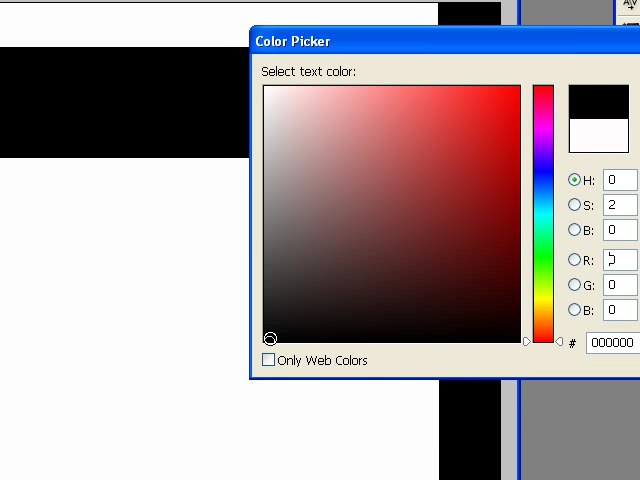 Color Picker
Select text color:
H: 0
S: 2
B: 0
R:
G: 0
B: 0
# 000000
Only Web Colors